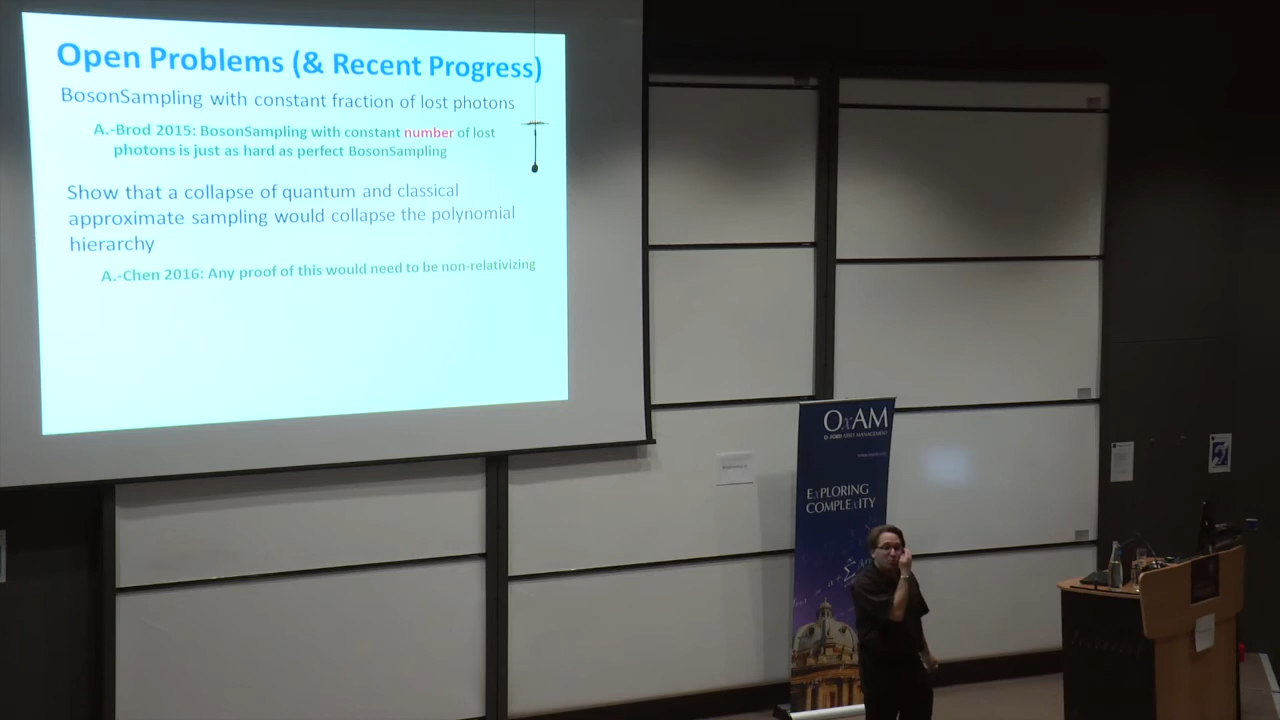 Open Problems (& Recent Progress)
BosonSampling with constant fraction of lost photons
A.-Brod 2015: BosonSampling with constant number of lost
photons is just as hard as perfect BosonSampling
Show that a collapse of quantum and classical
approximate sampling would collapse the polynomial
hierarchy
A.-Chen 2016: Any proof of this would need to be non-relativizing
OxAM
EXPLORING
COMPLEXITY